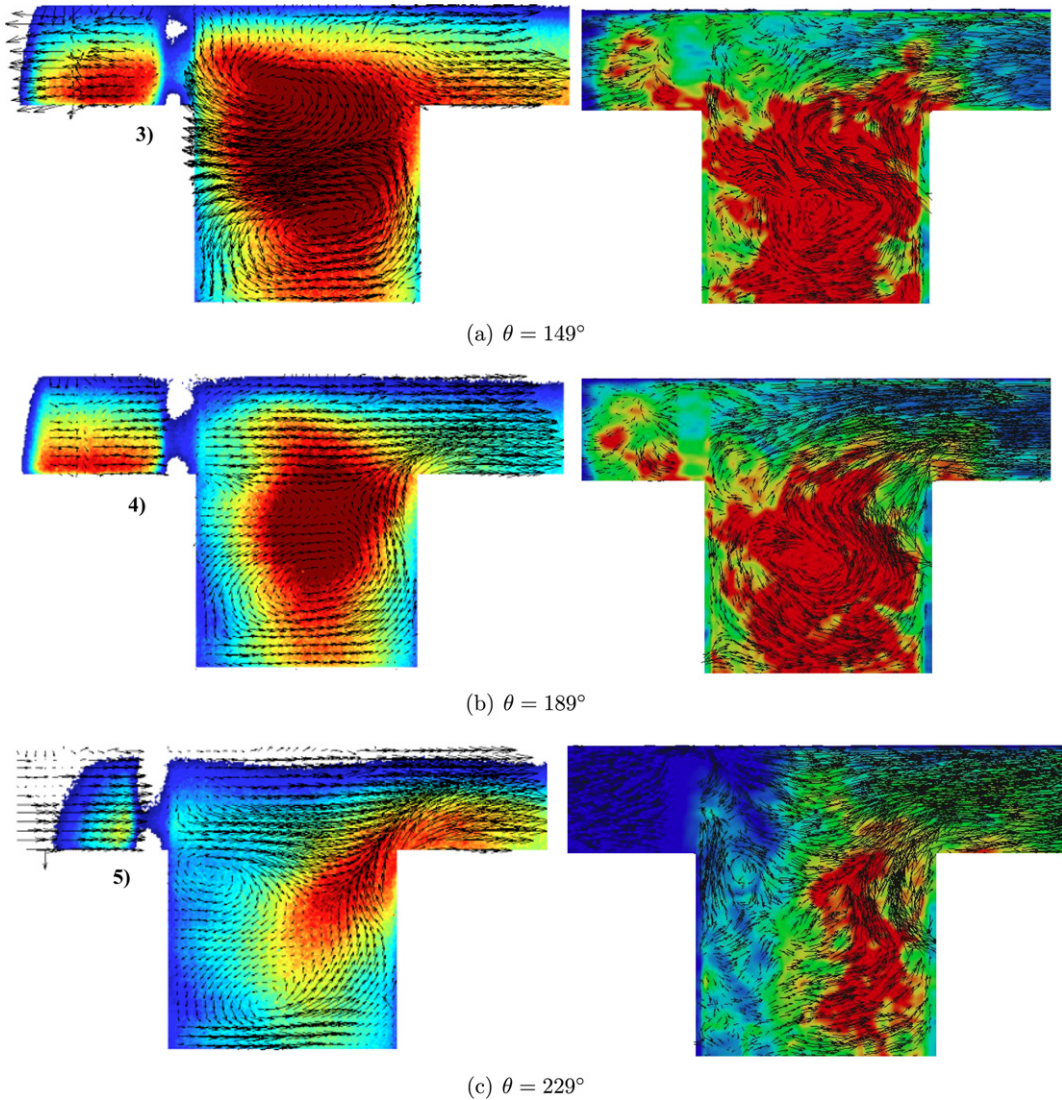 3)
(a) θ = 149°
4)
(b) θ = 189°
5)
(c) θ = 229°